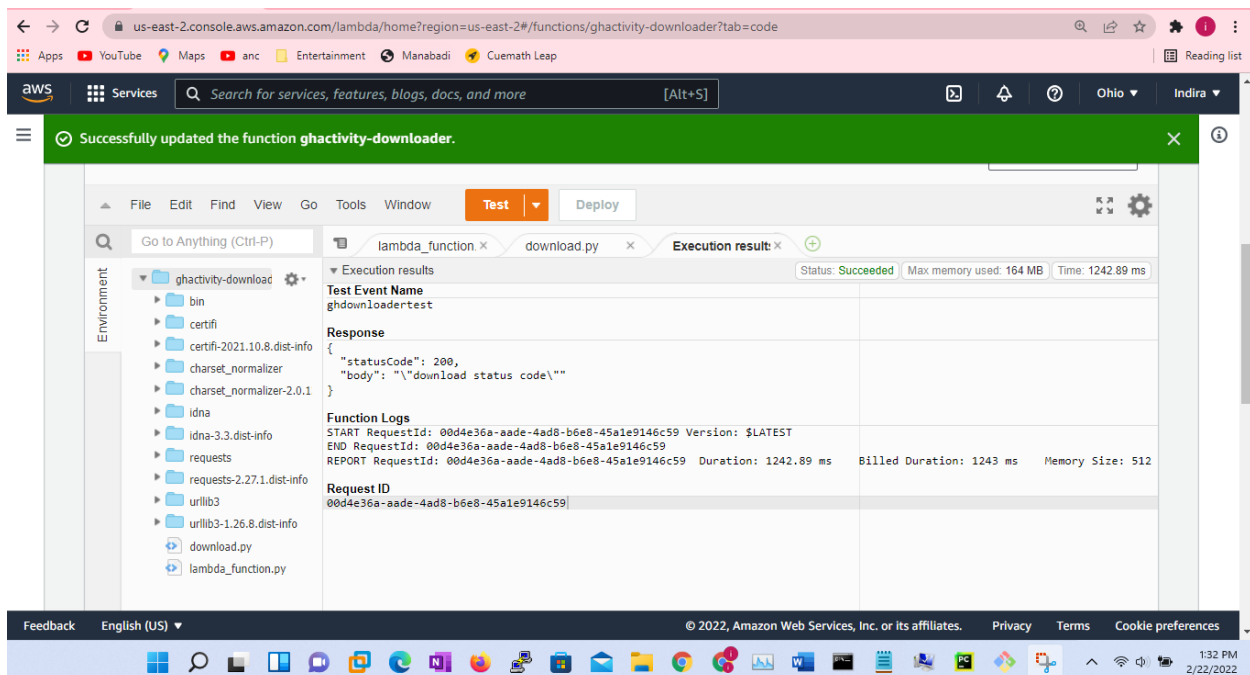 us-east-2.console.aws.amazon.com/lambda/home?region=us-east-2#/functions/ghactivity-downloader?tab=code
i
Apps YouTube Maps anc Entertainment Manabadi Cuemath Leap Reading list
aws Services Search for services, features, blogs, docs, and more [Alt+S] Ohio ▼ Indira ▼
Successfully updated the function ghactivity-downloader.
File Edit Find View Go Tools Window Test Deploy
Go to Anything (Ctrl-P)
lambda_function × download.py × Execution result: ×
Environment
ghactivity-download
bin
certifi
certifi-2021.10.8.dist-info
charset_normalizer
charset_normalizer-2.0.1
idna
idna-3.3.dist-info
requests
requests-2.27.1.dist-info
urllib3
urllib3-1.26.8.dist-info
download.py
lambda_function.py
Execution results Status: Succeeded Max memory used: 164 MB Time: 1242.89 ms
Test Event Name
ghdownloadertest
Response
{
"statusCode": 200,
"body": "\"download status code\""
}
Function Logs
START RequestId: 00d4e36a-aade-4ad8-b6e8-45a1e9146c59 Version: $LATEST
END RequestId: 00d4e36a-aade-4ad8-b6e8-45a1e9146c59
REPORT RequestId: 00d4e36a-aade-4ad8-b6e8-45a1e9146c59 Duration: 1242.89 ms Billed Duration: 1243 ms Memory Size: 512
Request ID
00d4e36a-aade-4ad8-b6e8-45a1e9146c59
Feedback English (US) ▼ © 2022, Amazon Web Services, Inc. or its affiliates. Privacy Terms Cookie preferences
1:32 PM
2/22/2022